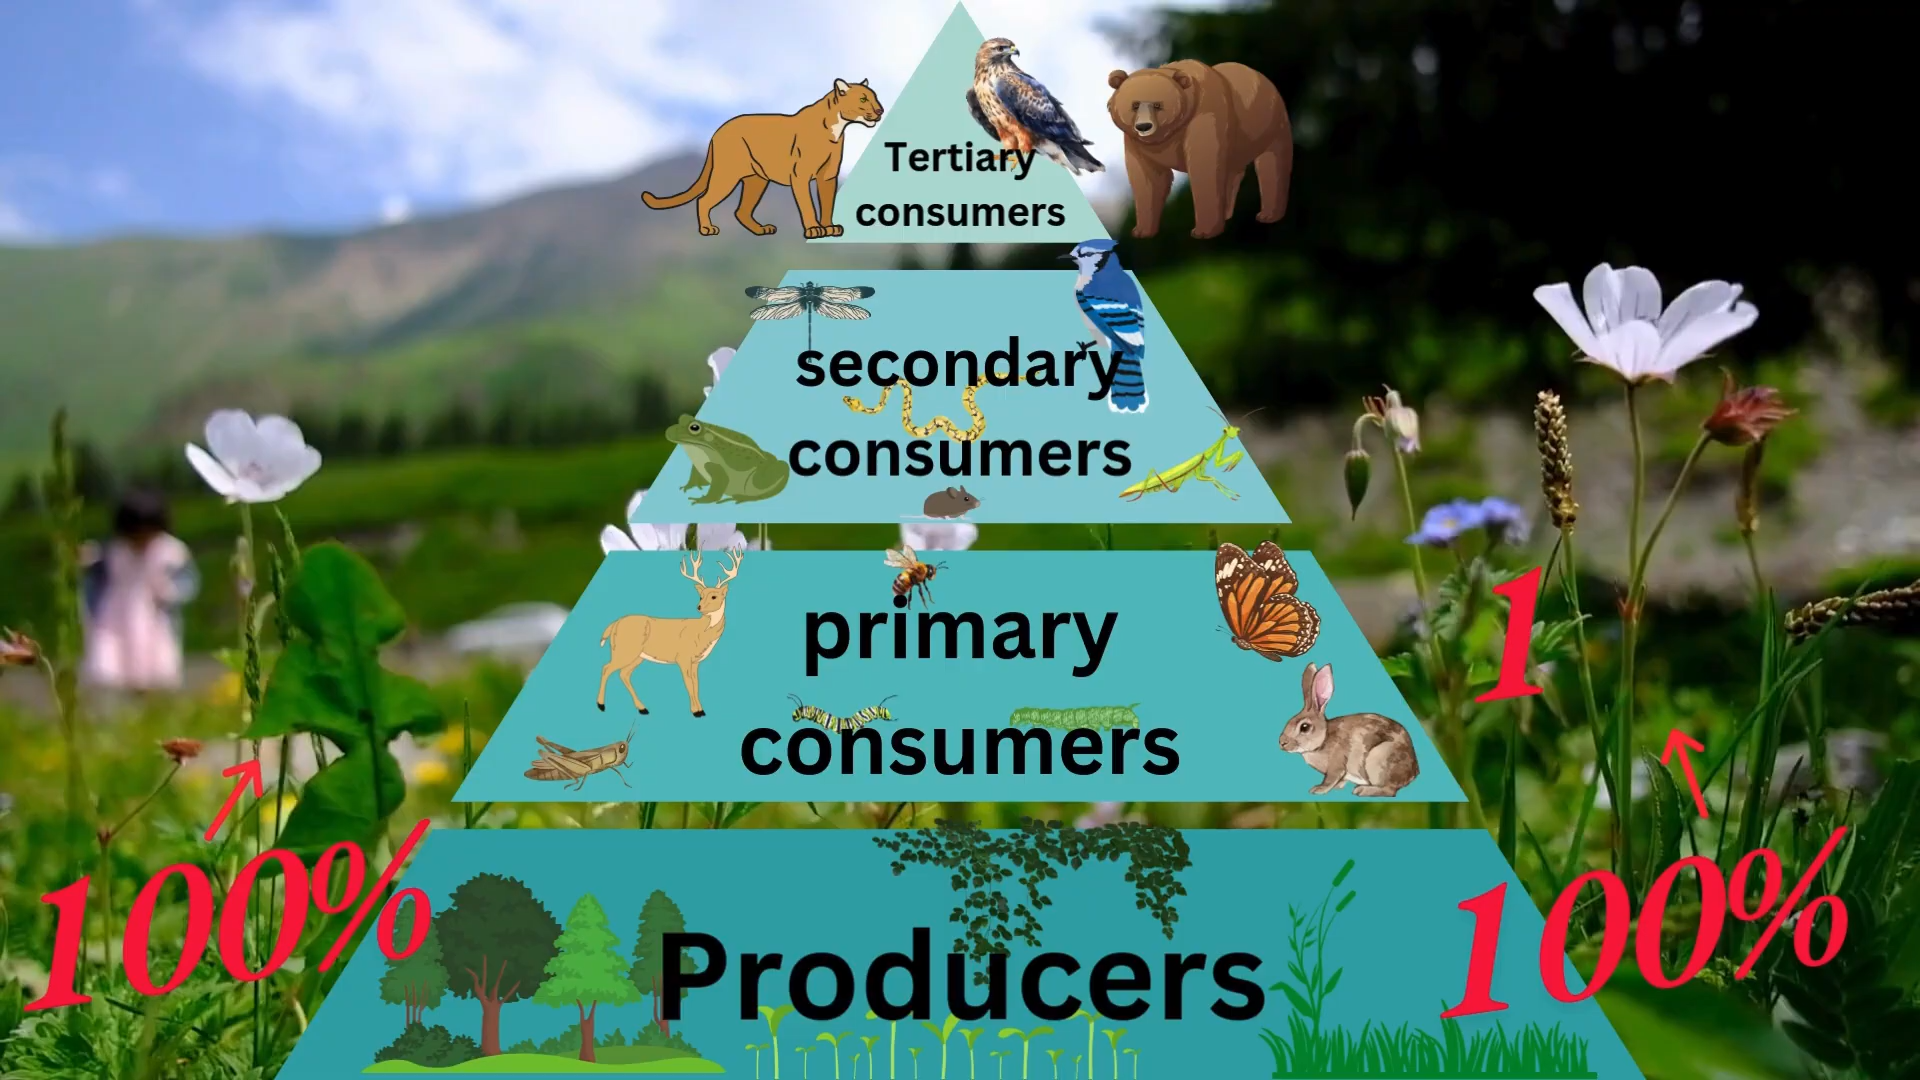 Tertiary
consumers
secondary
consumers
primary
consumers
1
Producers
100%
100%